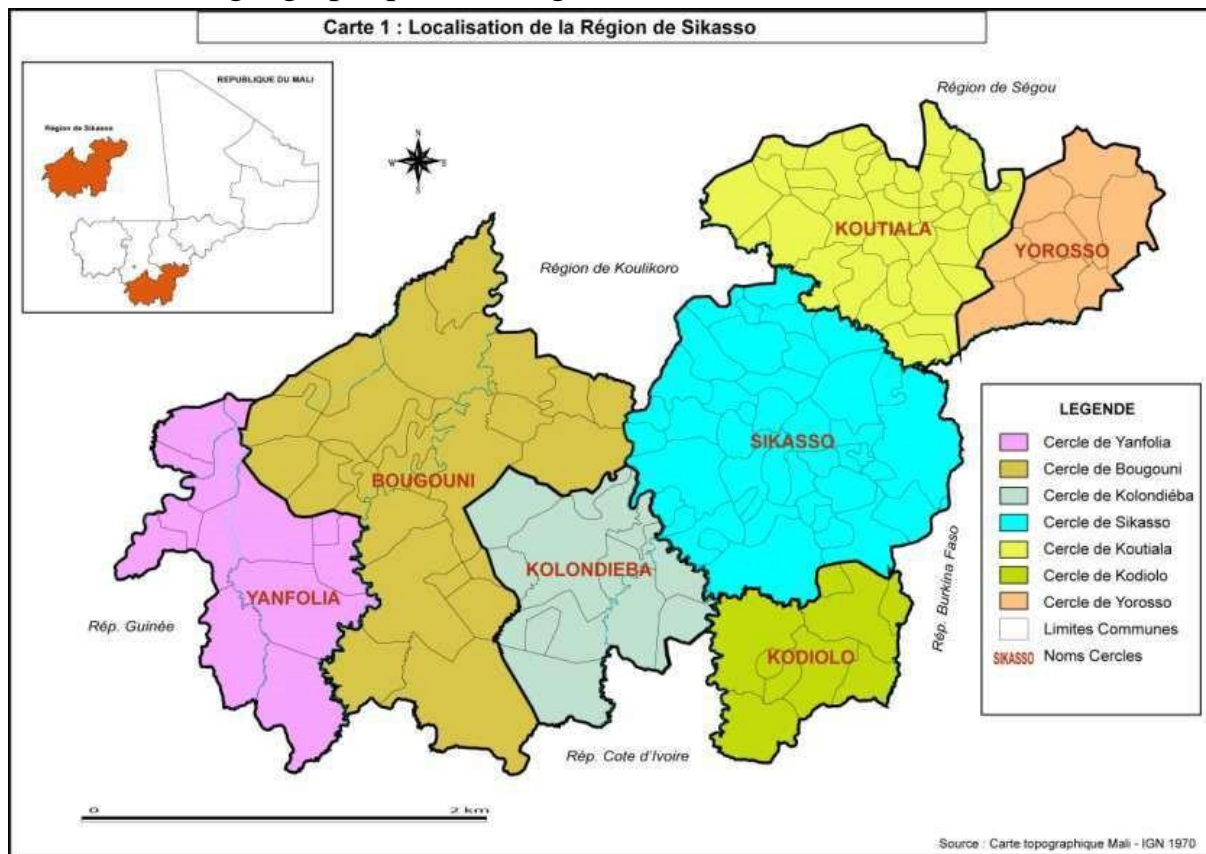 Carte 1 : Localisation de la Région de Sikasso
REPUBLIQUE DU MALI
Région de Sikasso
N
W
E
S
Région de Ségou
KOUTIALA
YOROSSO
Région de Koulikoro
SIKASSO
BOUGOUNI
KOLONDIEBA
YANFOLIA
KODIOLO
Rép. Guinée
Rép. Burkina Faso
Rép. Cote d'Ivoire
LEGENDE
Cercle de Yanfolia
Cercle de Bougouni
Cercle de Kolondiéba
Cercle de Sikasso
Cercle de Koutiala
Cercle de Kodiolo
Cercle de Yorosso
Limites Communes
SIKASSO Noms Cercles
0 2 km
Source : Carte topographique Mali - IGN 1970